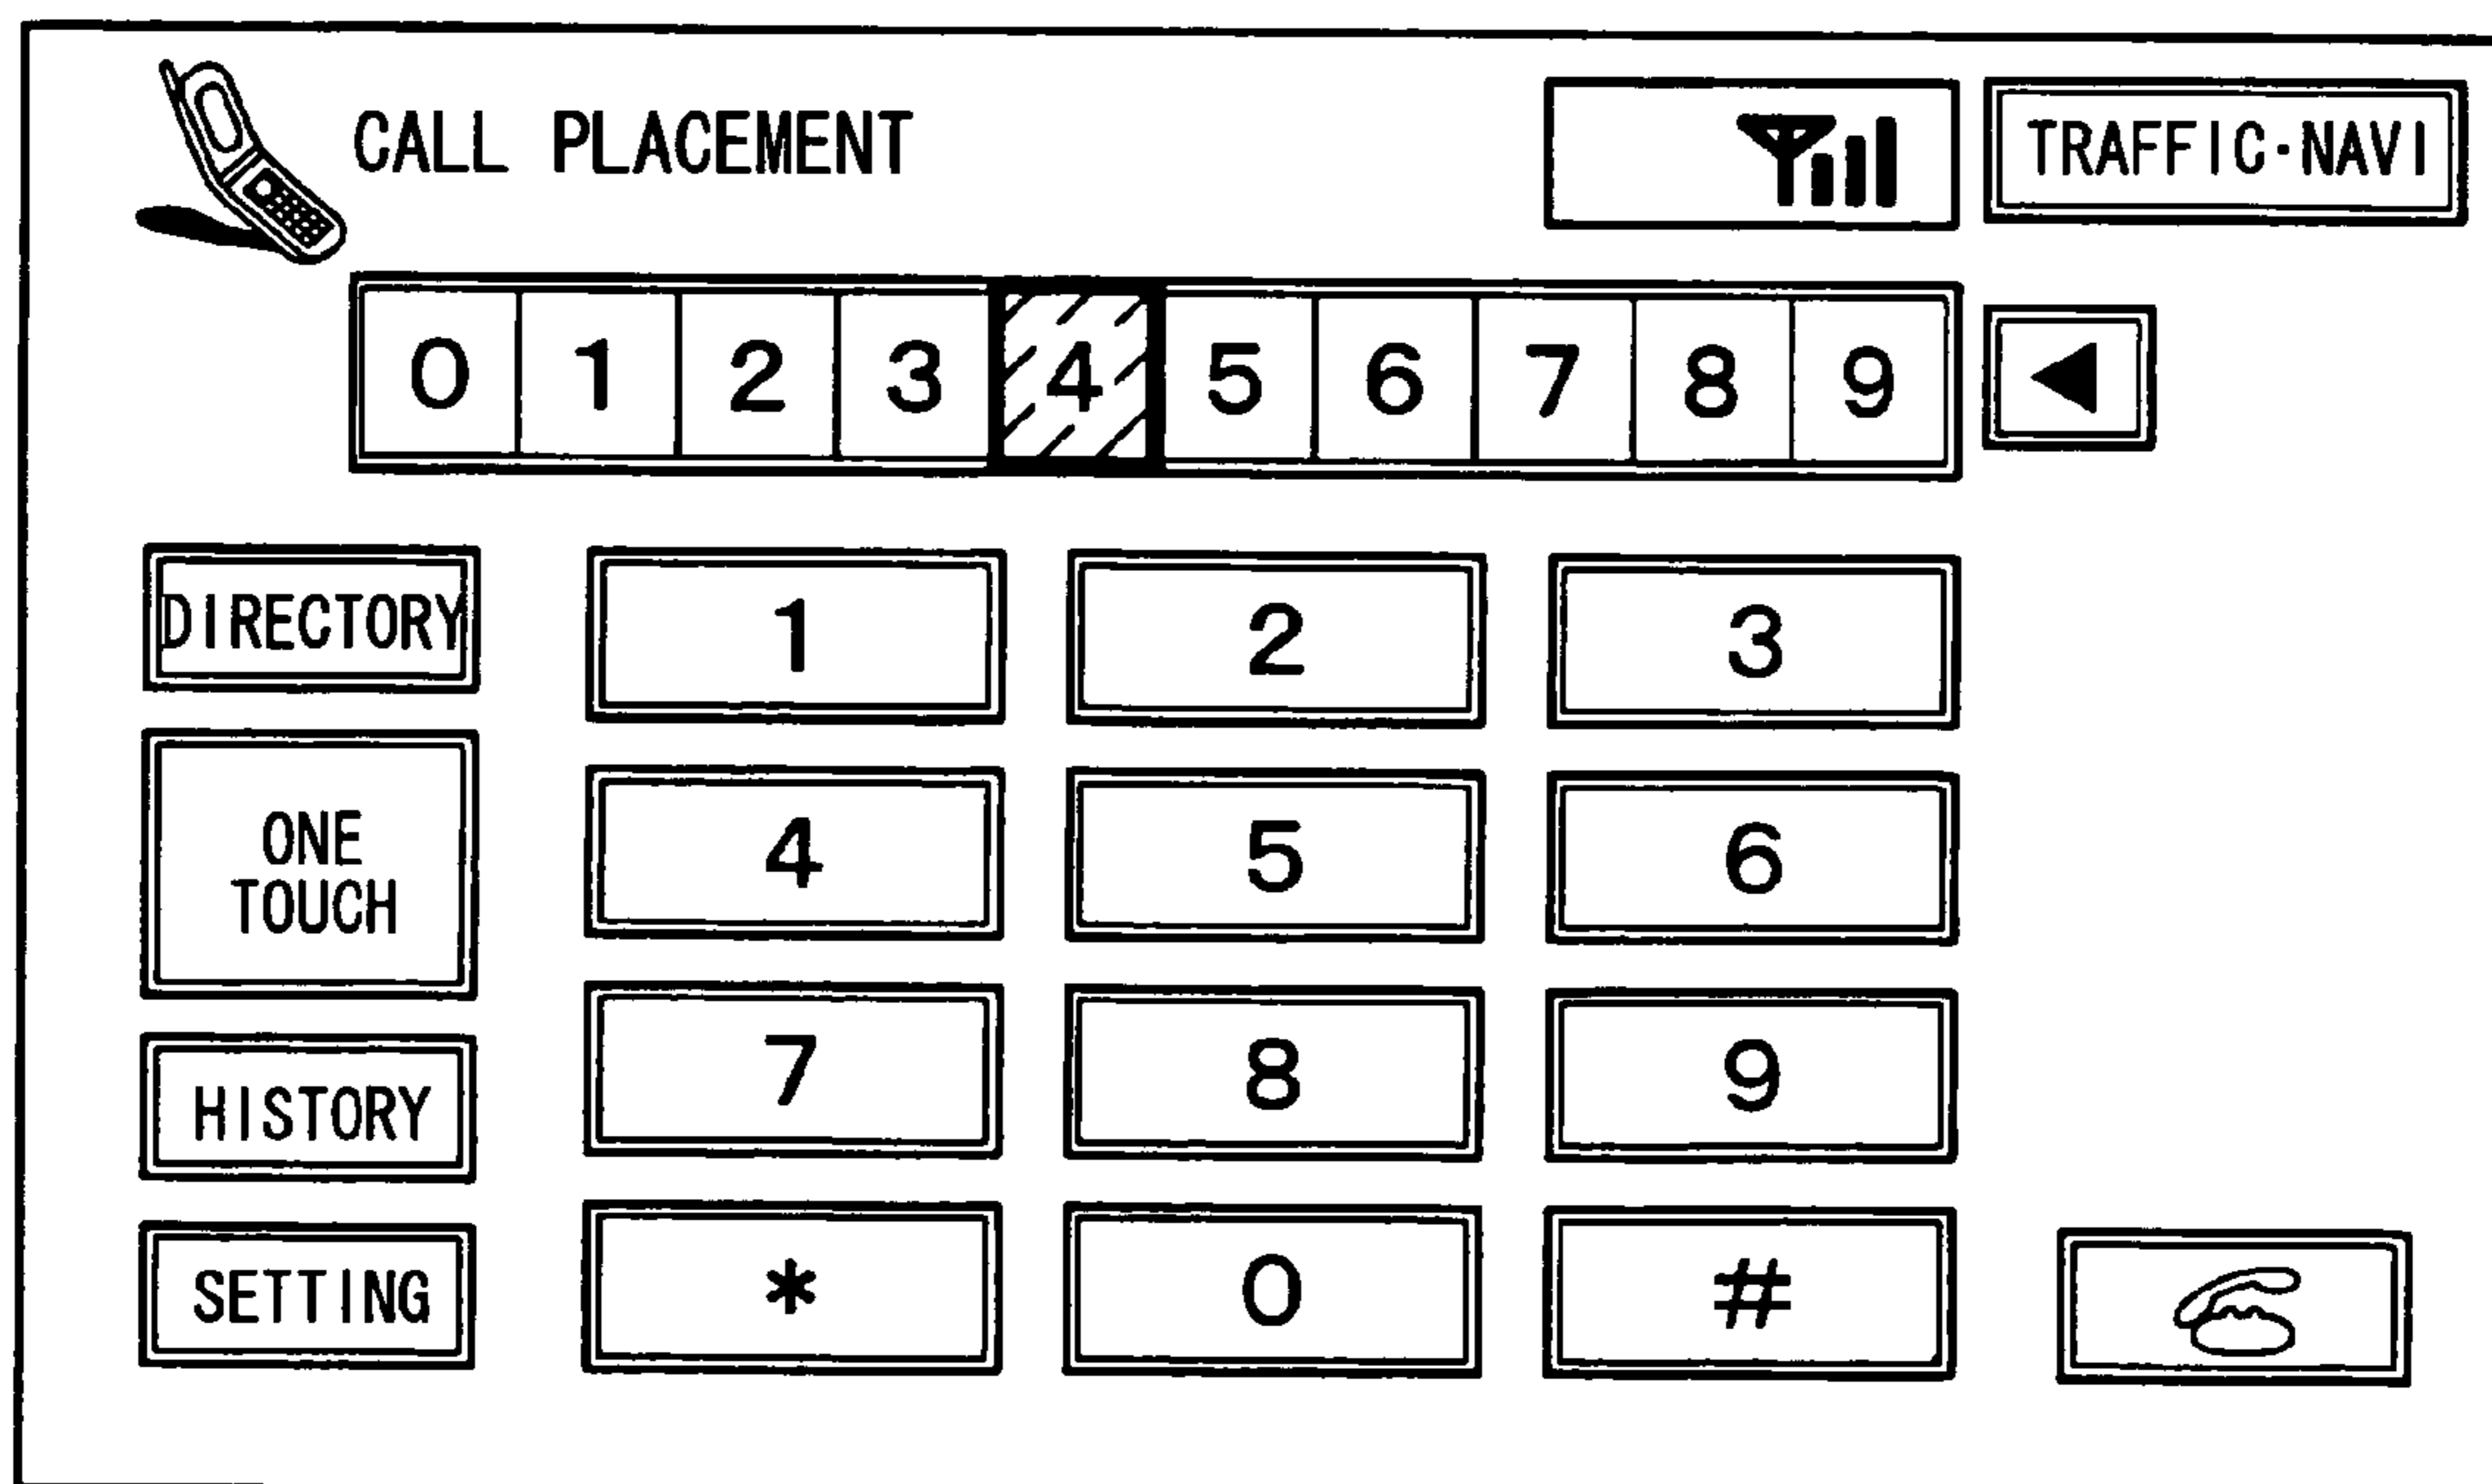 CALL PLACEMENT
TRAFFIC·NAVI
0 1 2 3 4 5 6 7 8 9
DIRECTORY 1 2 3
ONE
TOUCH
4 5 6
HISTORY 7 8 9
SETTING * 0 #